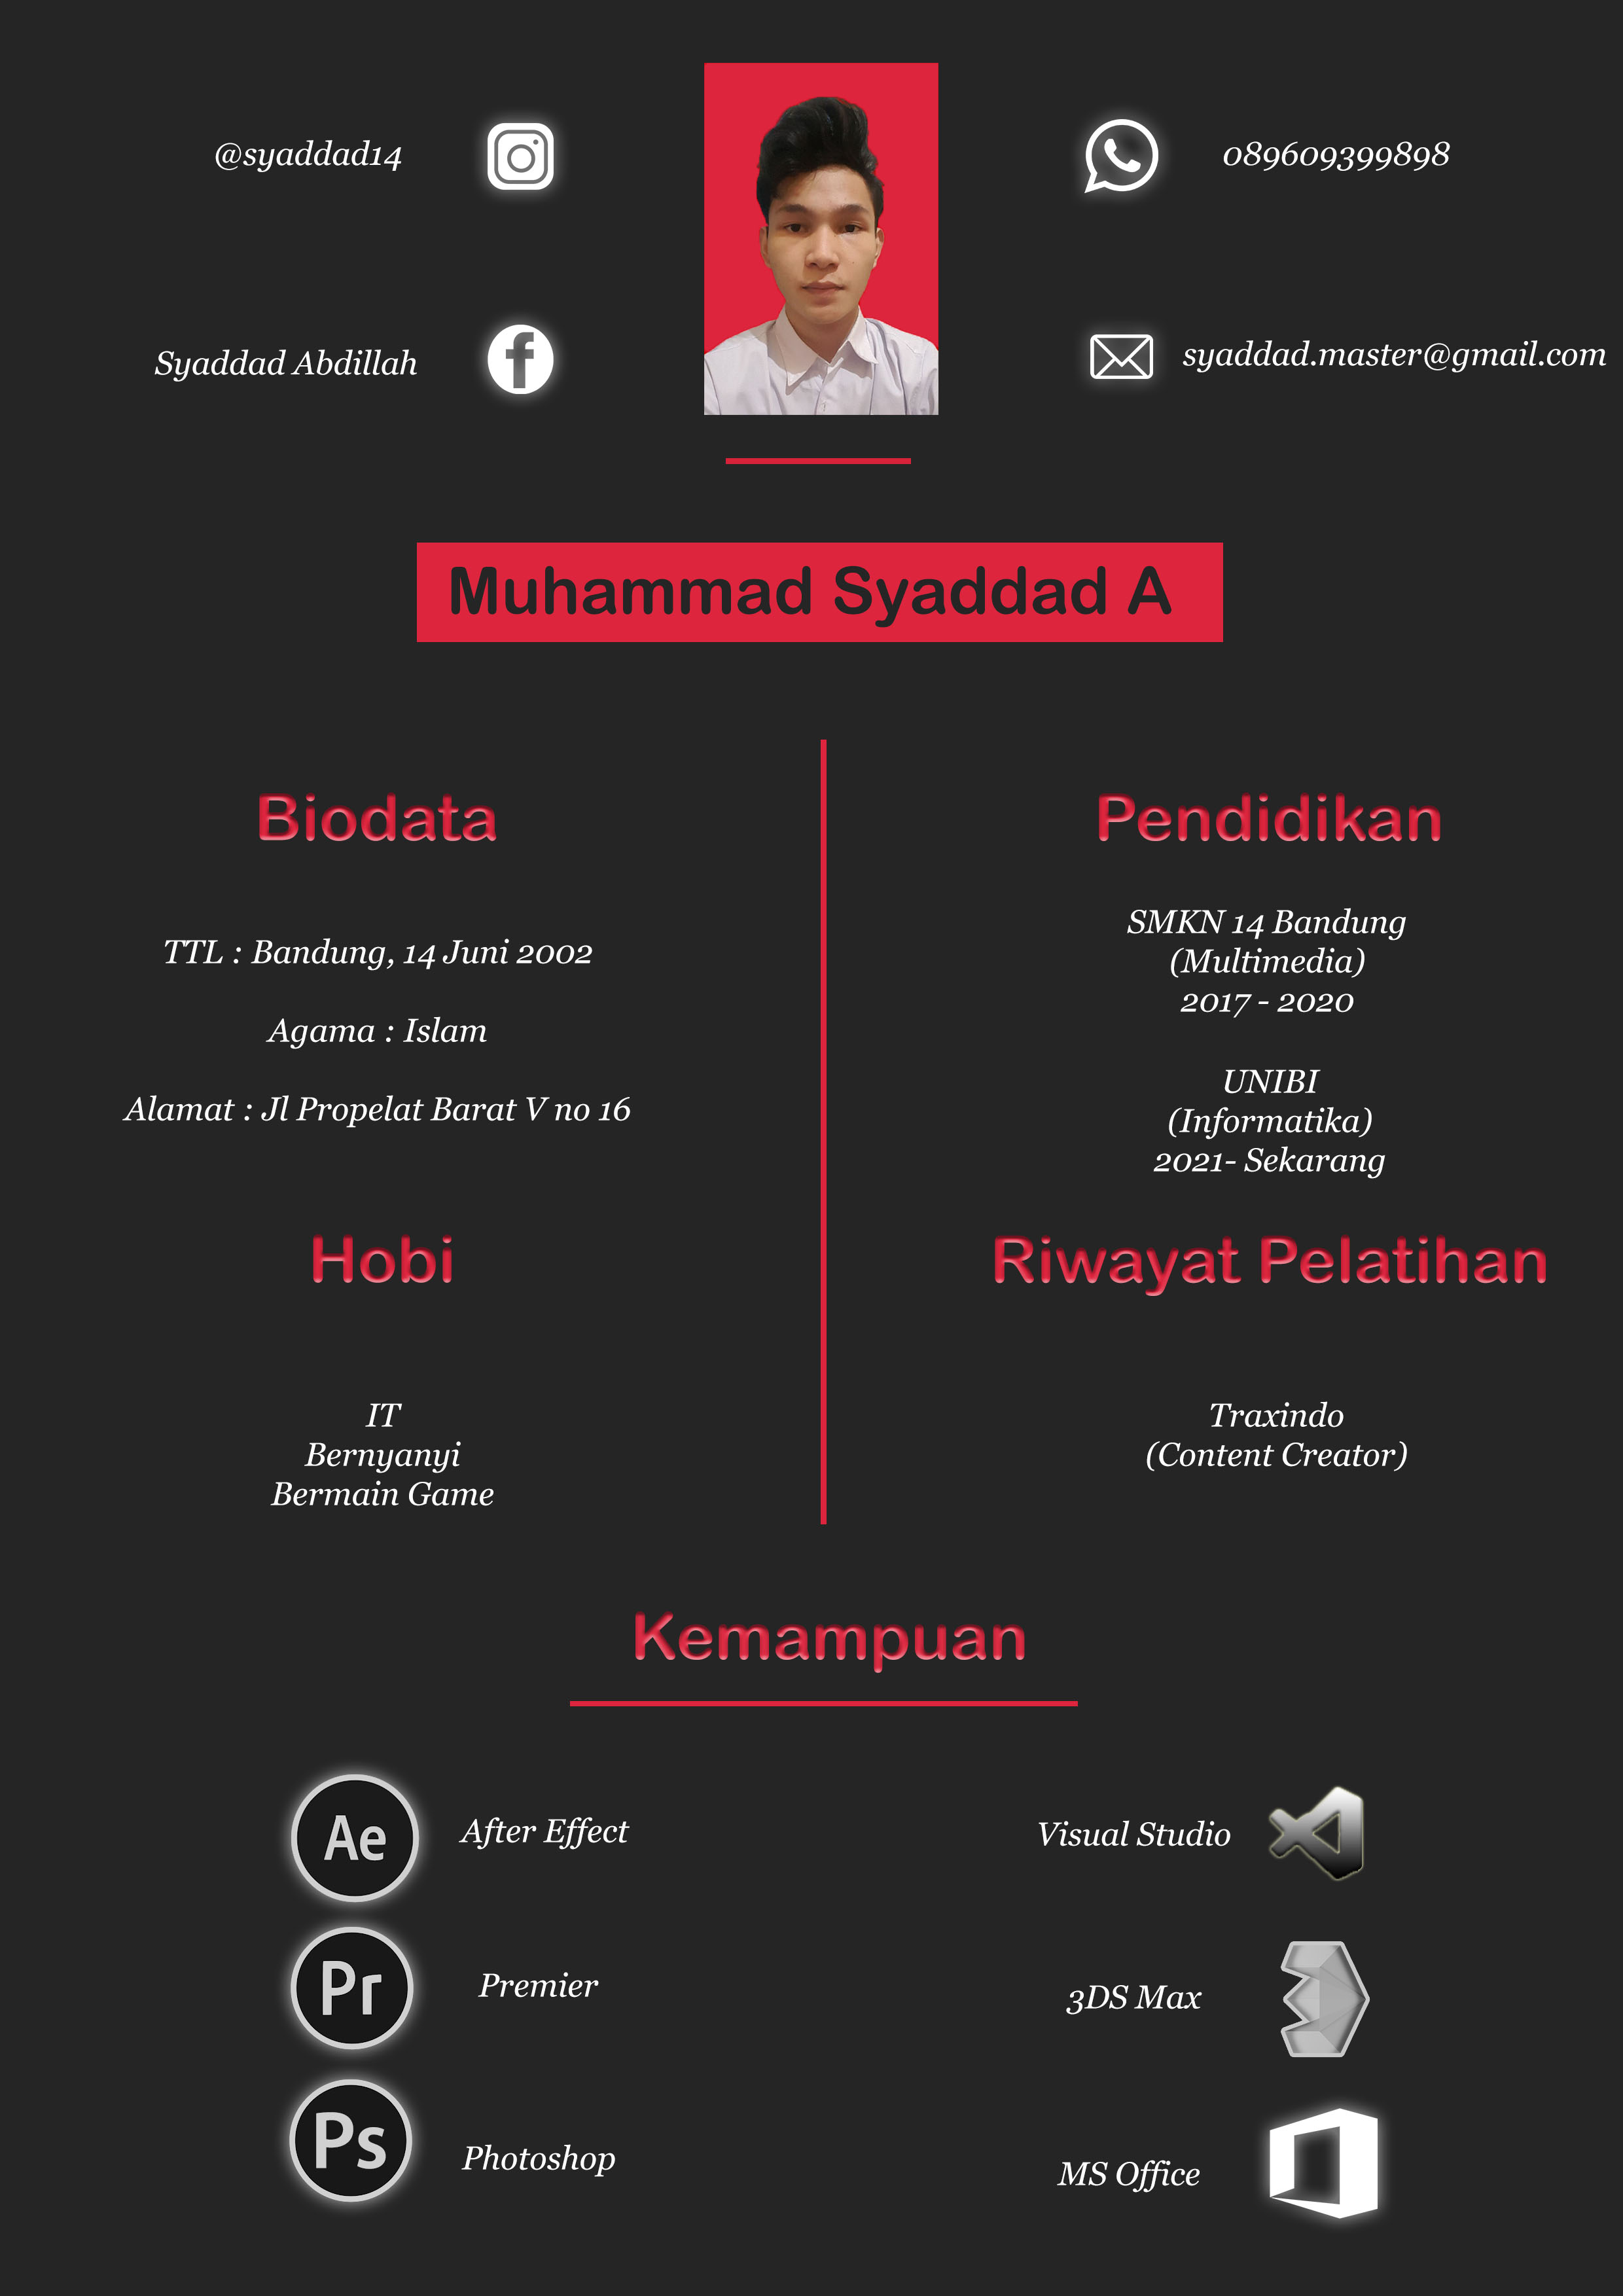 @syaddad14
089609399898
Syaddad Abdillah
f
syaddad.master@gmail.com
Muhammad Syaddad A
Biodata
TTL : Bandung, 14 Juni 2002
Agama : Islam
Alamat : Jl Propelat Barat V no 16
Pendidikan
SMKN 14 Bandung
(Multimedia)
2017 - 2020
UNIBI
(Informatika)
2021- Sekarang
Hobi
IT
Bernyanyi
Bermain Game
Riwayat Pelatihan
Traxindo
(Content Creator)
Kemampuan
Ae
After Effect
Pr
Premier
Ps
Photoshop
Visual Studio
3DS Max
MS Office